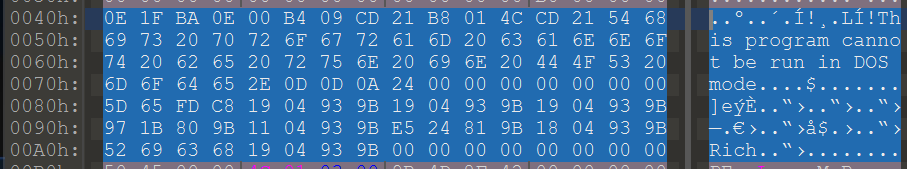 0040h: 0E 1F BA 0E 00 B4 09 CD 21 B8 01 4C CD 21 54 68 ..º..´.Í!¸.LÍ!Th
0050h: 69 73 20 70 72 6F 67 72 61 6D 20 63 61 6E 6E 6F is program canno
0060h: 74 20 62 65 20 72 75 6E 20 69 6E 20 44 4F 53 20 t be run in DOS
0070h: 6D 6F 64 65 2E 0D 0D 0A 24 00 00 00 00 00 00 00 mode....$.......
0080h: 5D 65 FD C8 19 04 93 9B 19 04 93 9B 19 04 93 9B ]eýÈ..“›..“›..“›
0090h: 97 1B 80 9B 11 04 93 9B E5 24 81 9B 18 04 93 9B —.€›..“›å$.›..“›
00A0h: 52 69 63 68 19 04 93 9B 00 00 00 00 00 00 00 00 Rich..“›........